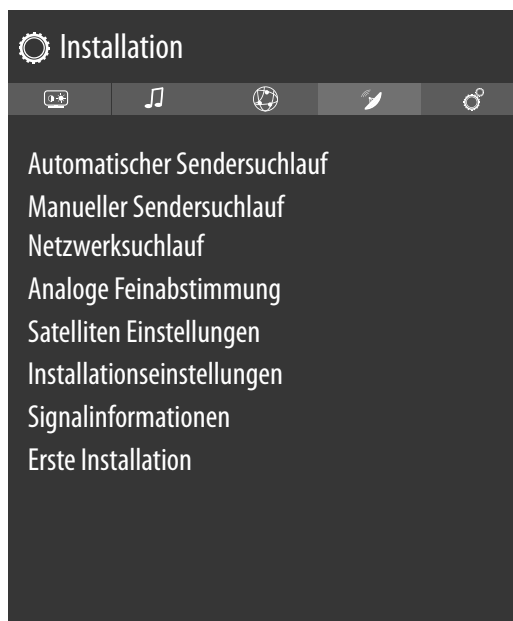 Installation
Automatischer Sendersuchlauf
Manueller Sendersuchlauf
Netzwerksuchlauf
Analoge Feinabstimmung
Satelliten Einstellungen
Installationseinstellungen
Signalinformationen
Erste Installation